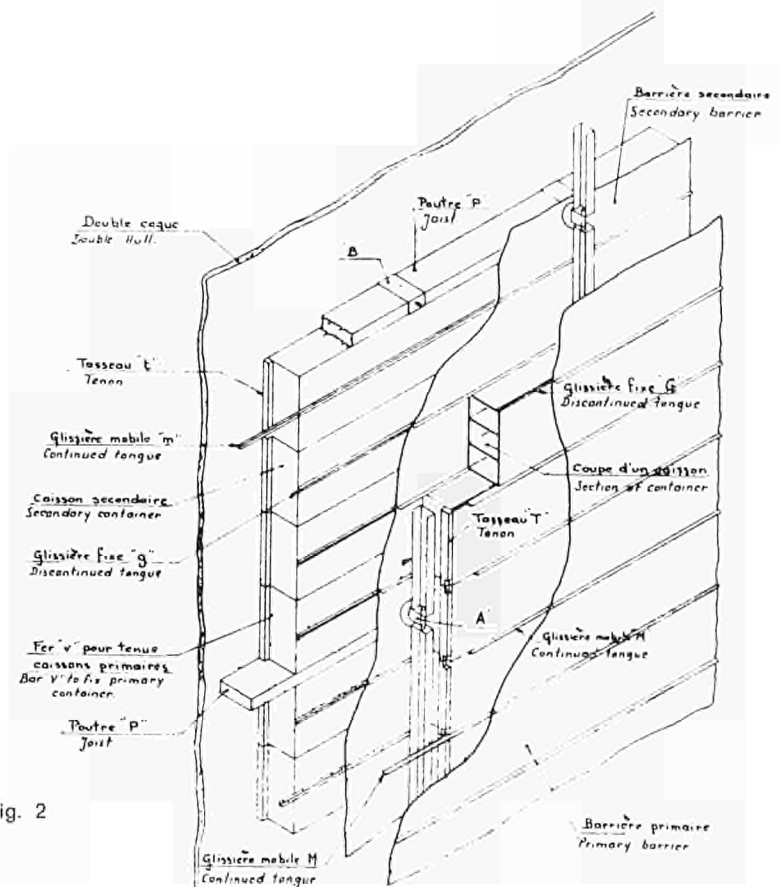 Barrière secondaire
Secondary barrier
Poutre "P"
Joist
Double coque
Double Hull.
B
Tasseau "t"
Tenon
Glissière fixe "G"
Discontinued tongue
Glissière mobile "m"
Continued tongue
Coupe d'un caisson
Section of container
Caisson secondaire
Secondary container
Tasseau "T"
Tenon
Glissière fixe "g"
Discontinued tongue
A
Glissière mobile M
Continued tongue
Fer "v" pour tenue
caissons primaires
Bar "V" to fix primary
container.
Poutre "P"
Joist
ig. 2
Barrière primaire
Primary barrier
Glissière mobile M
Continued tongue